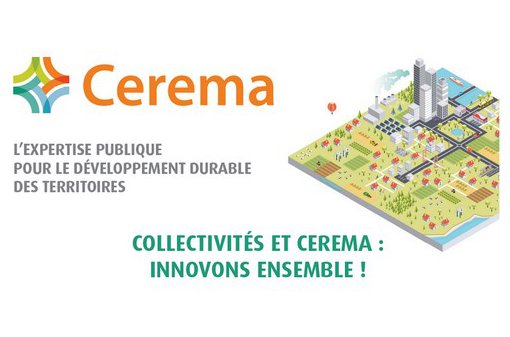 Cerema
L'EXPERTISE PUBLIQUE
POUR LE DÉVELOPPEMENT DURABLE
DES TERRITOIRES
COLLECTIVITÉS ET CEREMA :
INNOVONS ENSEMBLE !